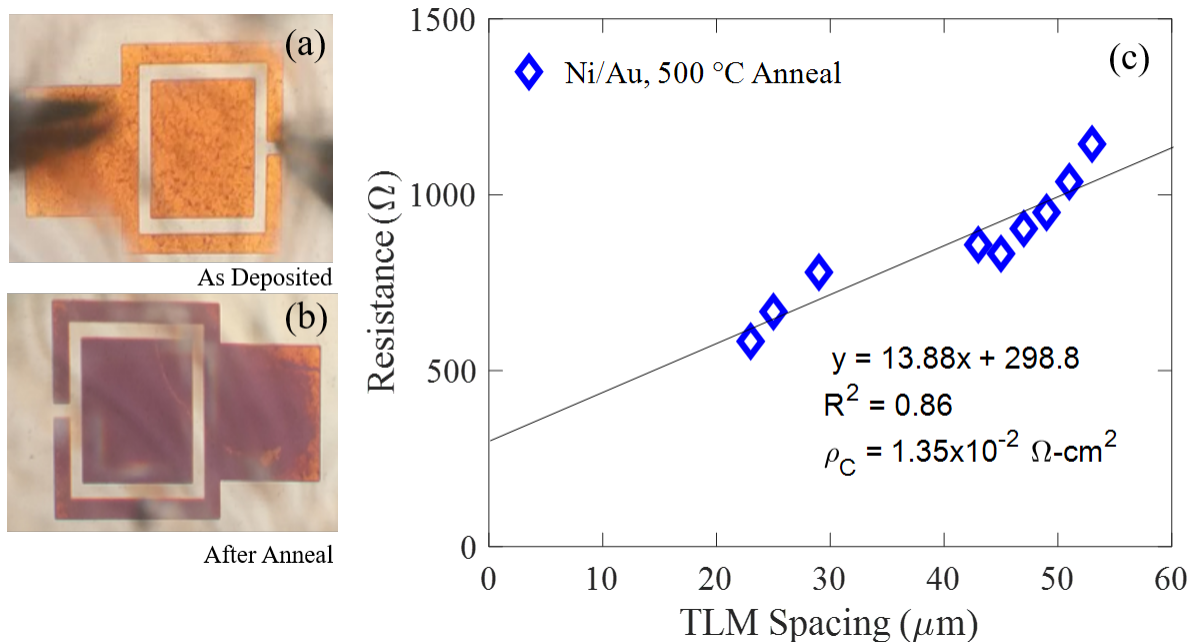 (a)
As Deposited
(b)
After Anneal
(c)
Ni/Au, 500 °C Anneal
1500
1000
500
0
Resistance (Ω)
y = 13.88x + 298.8
R² = 0.86
ρC = 1.35x10⁻² Ω-cm²
0 10 20 30 40 50 60
TLM Spacing (μm)